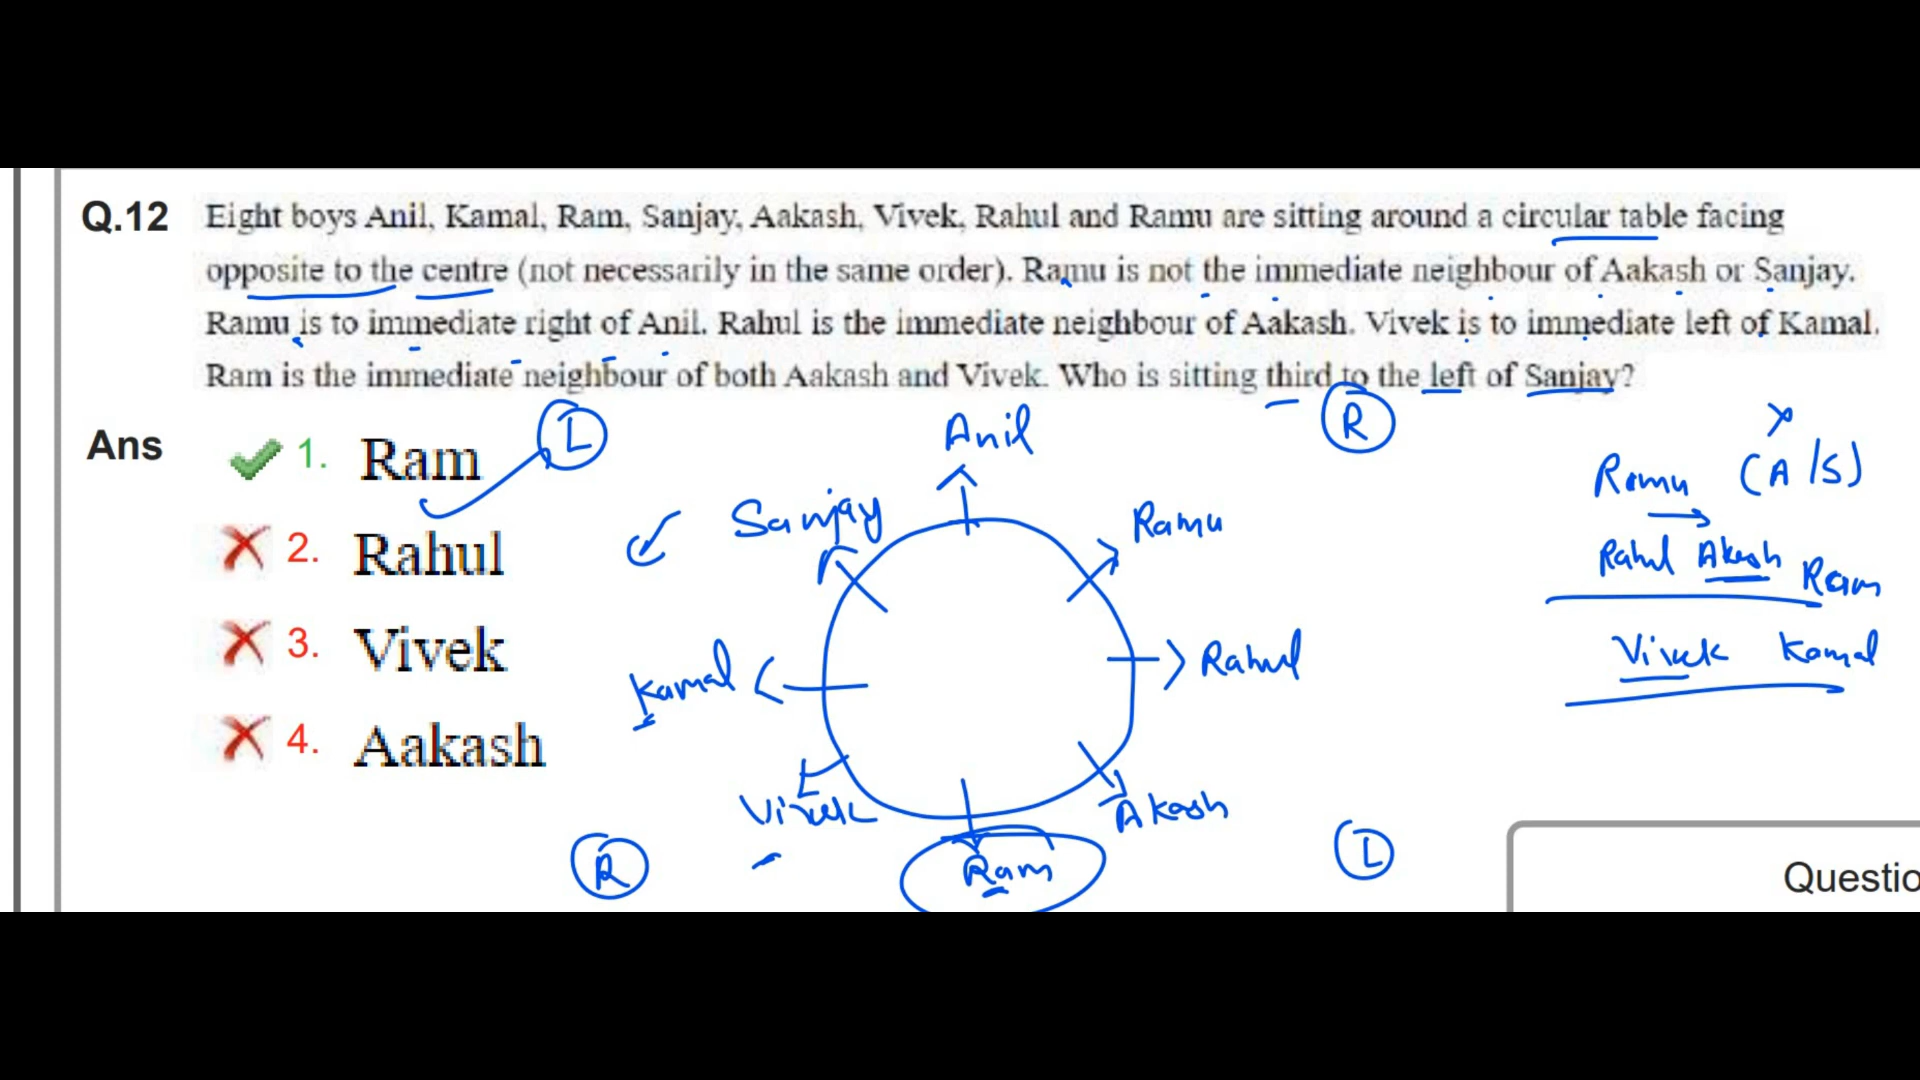 Q.12 Eight boys Anil, Kamal, Ram, Sanjay, Aakash, Vivek, Rahul and Ramu are sitting around a circular table facing
opposite to the centre (not necessarily in the same order). Ramu is not the immediate neighbour of Aakash or Sanjay.
Ramu is to immediate right of Anil. Rahul is the immediate neighbour of Aakash. Vivek is to immediate left of Kamal.
Ram is the immediate neighbour of both Aakash and Vivek. Who is sitting third to the left of Sanjay?
Ans 1. Ram
2. Rahul
3. Vivek
4. Aakash
L
R
Anil
Sanjay
Ramu
Kamal
Rahul
Vivek
Akash
Ram
R
L
Ramu (A/S)
Rahul Akash Ram
Vivek Kamal
Questio